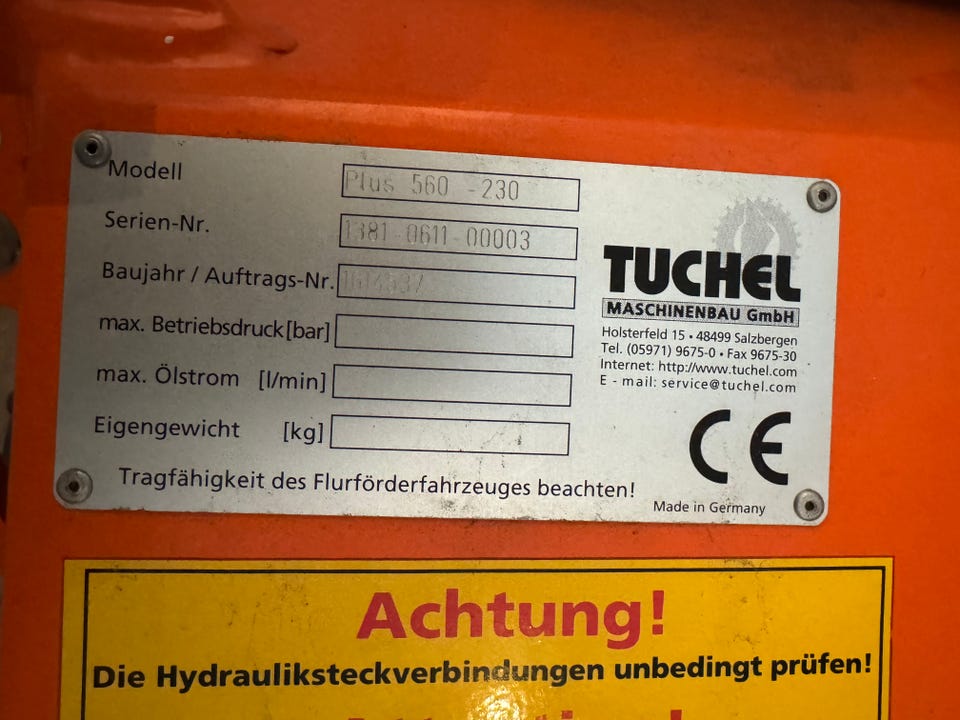 Modell Plus 560 -230
Serien-Nr. 1381-0611-00003
Baujahr / Auftrags-Nr.
max. Betriebsdruck [bar]
max. Ölstrom [l/min]
Eigengewicht [kg]
Tragfähigkeit des Flurförderfahrzeuges beachten!
TUCHEL
MASCHINENBAU GmbH
Holsterfeld 15 • 48499 Salzbergen
Tel. (05971) 9675-0 • Fax 9675-30
Internet: http://www.tuchel.com
E - mail: service@tuchel.com
CE
Made in Germany
Achtung!
Die Hydrauliksteckverbindungen unbedingt prüfen!